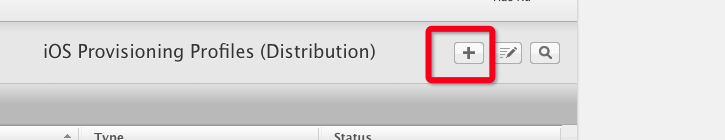 iOS Provisioning Profiles (Distribution)
Type Status